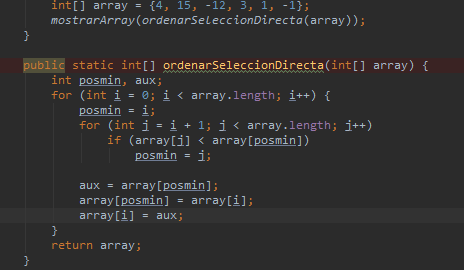 int[] array = {4, 15, -12, 3, 1, -1};
mostrarArray(ordenarSeleccionDirecta(array));
}
public static int[] ordenarSeleccionDirecta(int[] array) {
int posmin, aux;
for (int i = 0; i < array.length; i++) {
posmin = i;
for (int j = i + 1; j < array.length; j++)
if (array[j] < array[posmin])
posmin = j;
aux = array[posmin];
array[posmin] = array[i];
array[i] = aux;
}
return array;
}